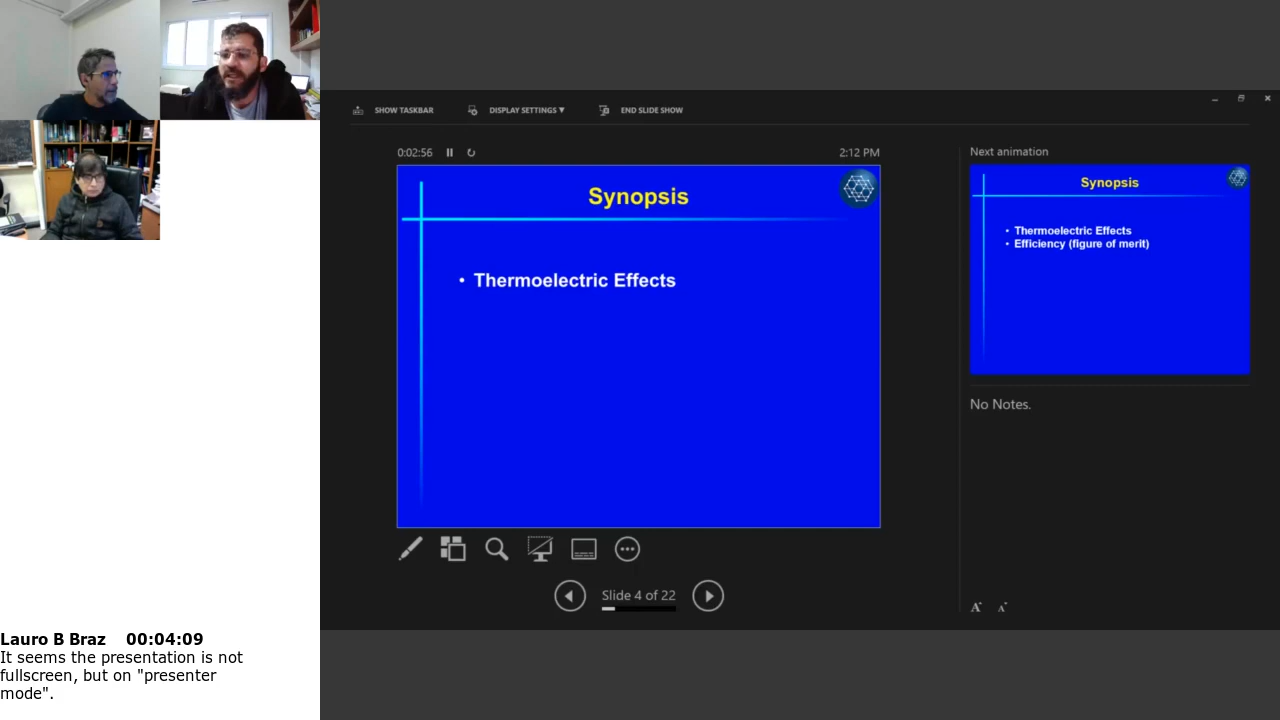 SHOW TASKBAR DISPLAY SETTINGS ▼ END SLIDE SHOW
0:02:56 2:12 PM
Synopsis
• Thermoelectric Effects
Slide 4 of 22
Next animation
Synopsis
• Thermoelectric Effects
• Efficiency (figure of merit)
No Notes.
A A
Lauro B Braz 00:04:09
It seems the presentation is not
fullscreen, but on "presenter
mode".